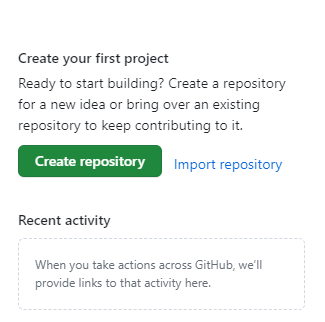 Create your first project
Ready to start building? Create a repository
for a new idea or bring over an existing
repository to keep contributing to it.
Create repository
Import repository
Recent activity
When you take actions across GitHub, we'll
provide links to that activity here.